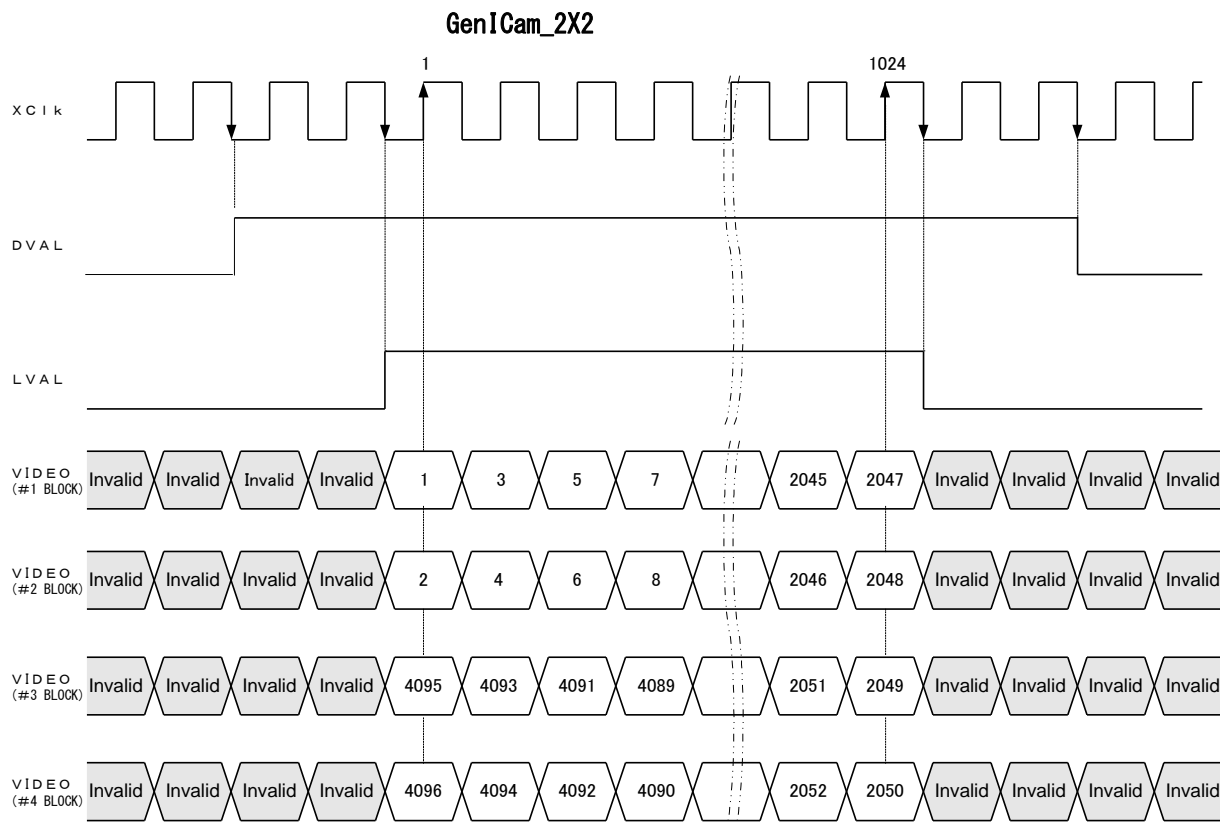 GenICam_2X2
1 1024
XClk
DVAL
LVAL
VIDEO
(#1 BLOCK)
Invalid Invalid Invalid Invalid 1 3 5 7 2045 2047 Invalid Invalid Invalid Invalid
VIDEO
(#2 BLOCK)
Invalid Invalid Invalid Invalid 2 4 6 8 2046 2048 Invalid Invalid Invalid Invalid
VIDEO
(#3 BLOCK)
Invalid Invalid Invalid Invalid 4095 4093 4091 4089 2051 2049 Invalid Invalid Invalid Invalid
VIDEO
(#4 BLOCK)
Invalid Invalid Invalid Invalid 4096 4094 4092 4090 2052 2050 Invalid Invalid Invalid Invalid